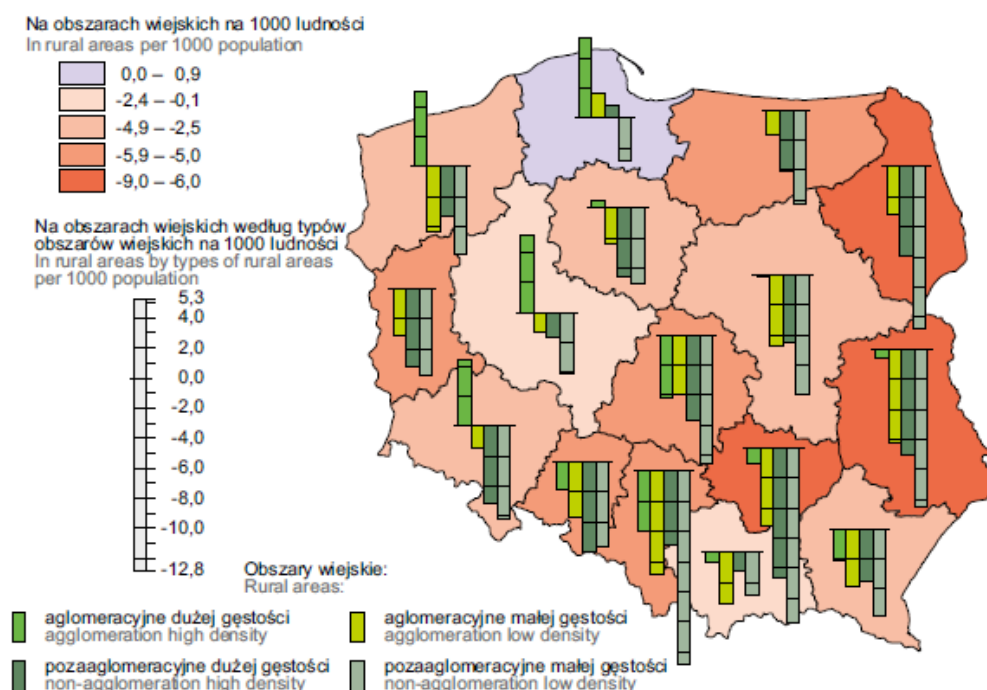 Na obszarach wiejskich na 1000 ludności
In rural areas per 1000 population
0,0 – 0,9
-2,4 – -0,1
-4,9 – -2,5
-5,9 – -5,0
-9,0 – -6,0
Na obszarach wiejskich według typów
obszarów wiejskich na 1000 ludności
In rural areas by types of rural areas
per 1000 population
5,3
4,0
2,0
0,0
-2,0
-4,0
-6,0
-8,0
-10,0
-12,8
Obszary wiejskie:
Rural areas:
aglomeracyjne dużej gęstości
agglomeration high density
aglomeracyjne małej gęstości
agglomeration low density
pozaaglomeracyjne dużej gęstości
non-agglomeration high density
pozaaglomeracyjne małej gęstości
non-agglomeration low density